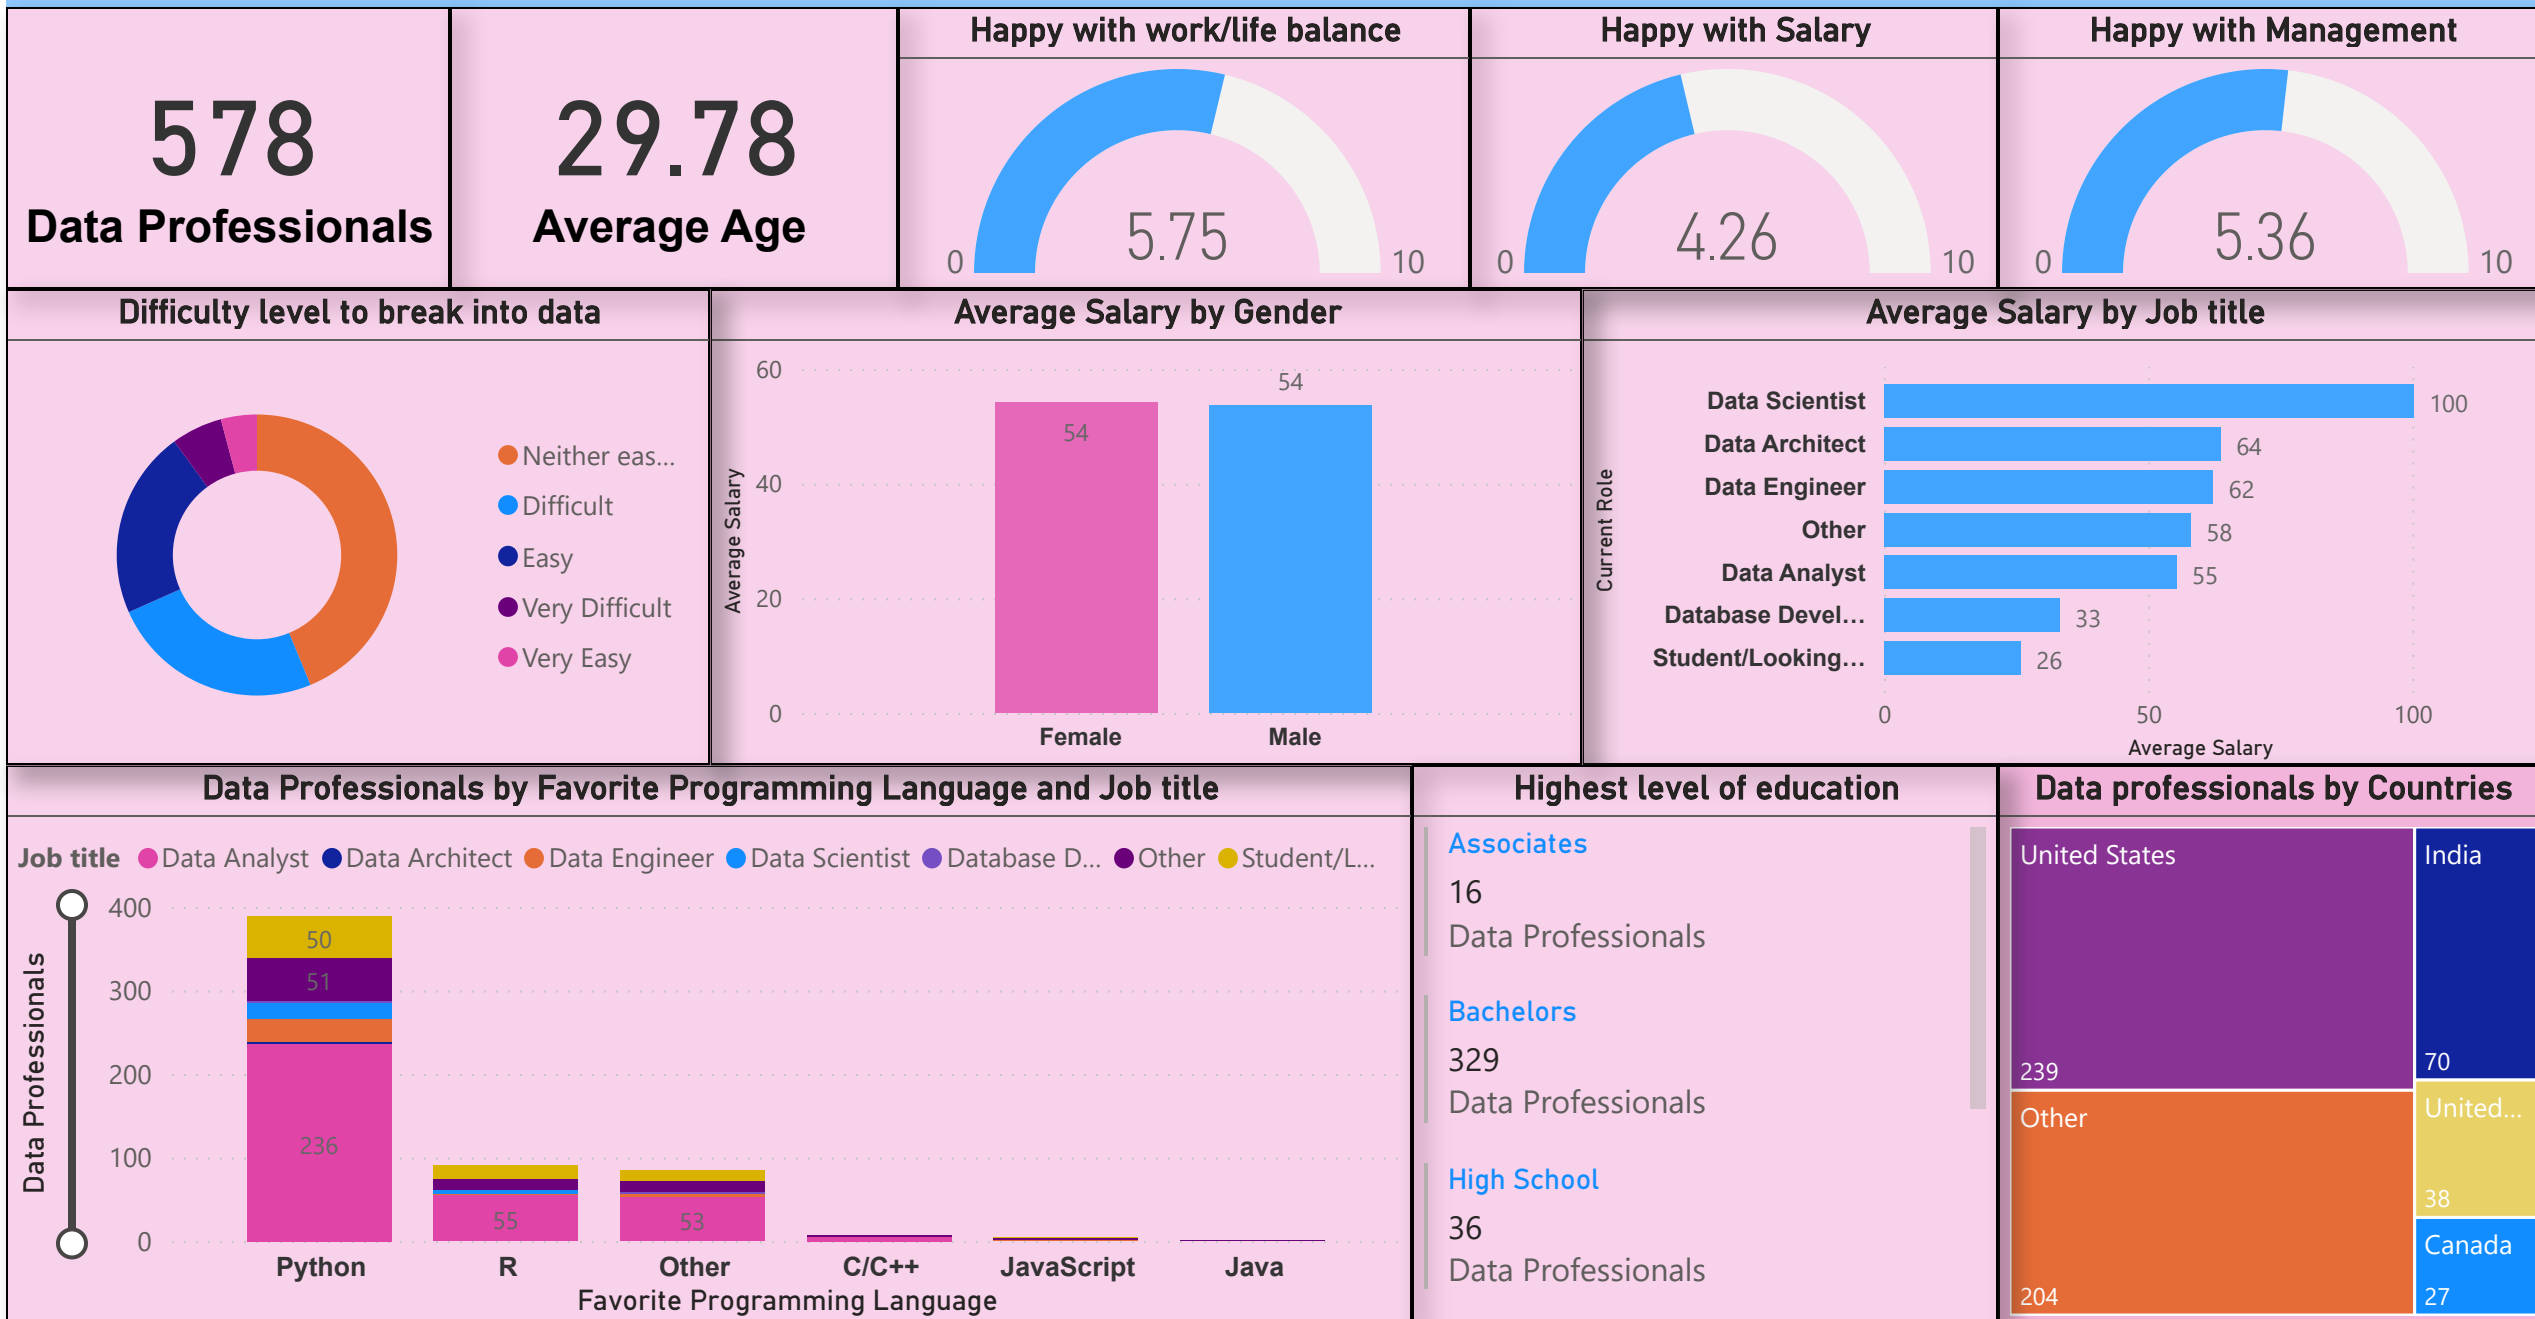 578
Data Professionals
29.78
Average Age
Happy with work/life balance
5.75
0
10
Happy with Salary
4.26
0
10
Happy with Management
5.36
0
10
Difficulty level to break into data
Neither eas...
Difficult
Easy
Very Difficult
Very Easy
Average Salary by Gender
Average Salary
60
40
20
0
54
54
Female
Male
Average Salary by Job title
Current Role
Data Scientist 100
Data Architect 64
Data Engineer 62
Other 58
Data Analyst 55
Database Devel... 33
Student/Looking... 26
0 50 100
Average Salary
Data Professionals by Favorite Programming Language and Job title
Job title Data Analyst Data Architect Data Engineer Data Scientist Database D... Other Student/L...
Data Professionals
400
300
200
100
0
50
51
236
55
53
Python R Other C/C++ JavaScript Java
Favorite Programming Language
Highest level of education
Associates
16
Data Professionals
Bachelors
329
Data Professionals
High School
36
Data Professionals
Data professionals by Countries
United States
239
Other
204
India
70
United...
38
Canada
27